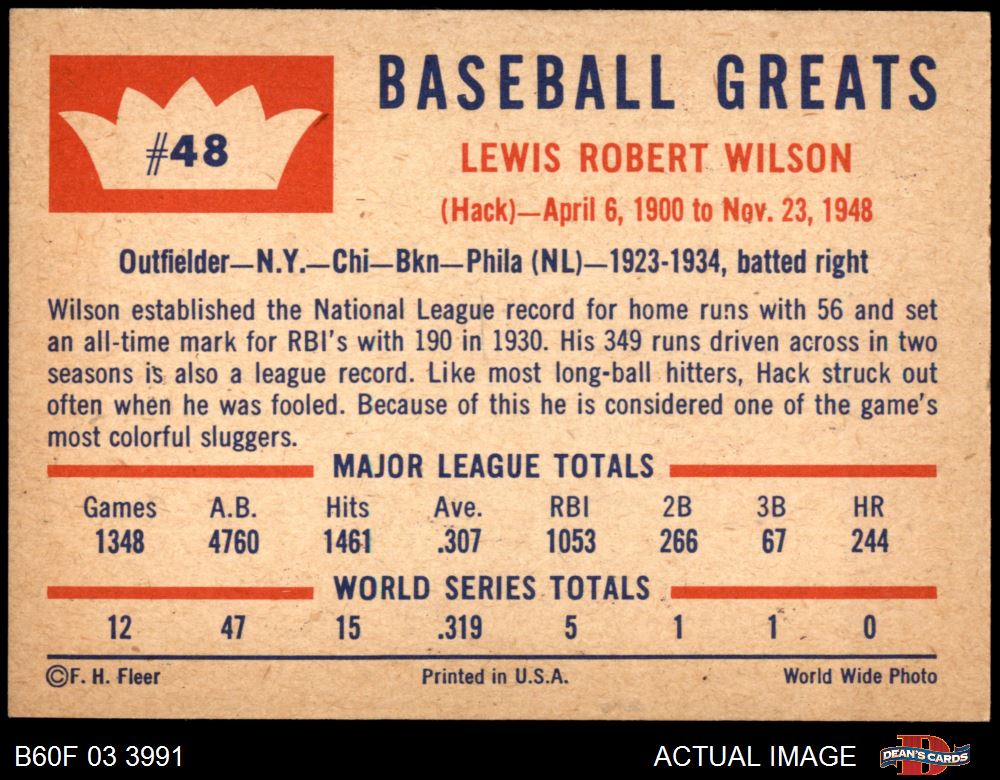 #48
BASEBALL GREATS
LEWIS ROBERT WILSON
(Hack)—April 6, 1900 to Nov. 23, 1948
Outfielder—N.Y.—Chi—Bkn—Phila (NL)—1923-1934, batted right
Wilson established the National League record for home runs with 56 and set
an all-time mark for RBI's with 190 in 1930. His 349 runs driven across in two
seasons is also a league record. Like most long-ball hitters, Hack struck out
often when he was fooled. Because of this he is considered one of the game's
most colorful sluggers.
MAJOR LEAGUE TOTALS
Games A.B. Hits Ave. RBI 2B 3B HR
1348 4760 1461 .307 1053 266 67 244
WORLD SERIES TOTALS
12 47 15 .319 5 1 1 0
©F. H. Fleer Printed in U.S.A. World Wide Photo
B60F 03 3991 ACTUAL IMAGE DEAN'S CARDS